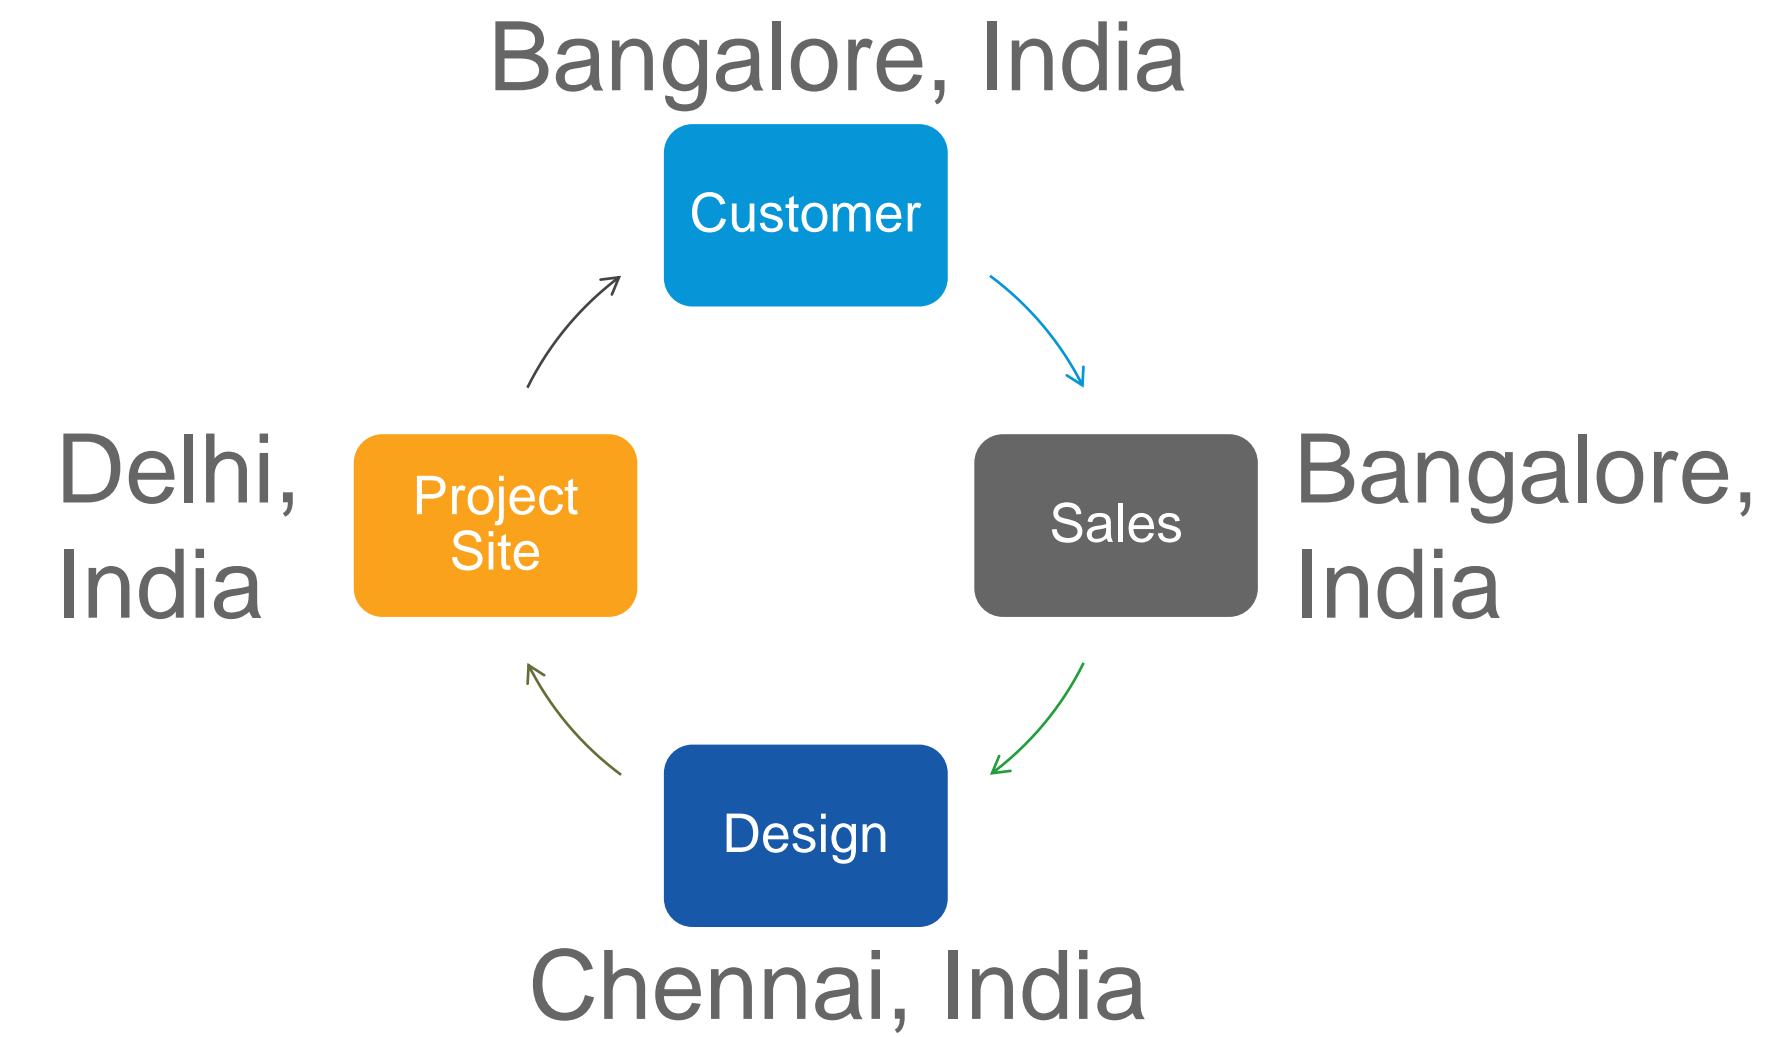 Bangalore, India
Customer
Delhi,
India
Project
Site
Sales
Bangalore,
India
Design
Chennai, India